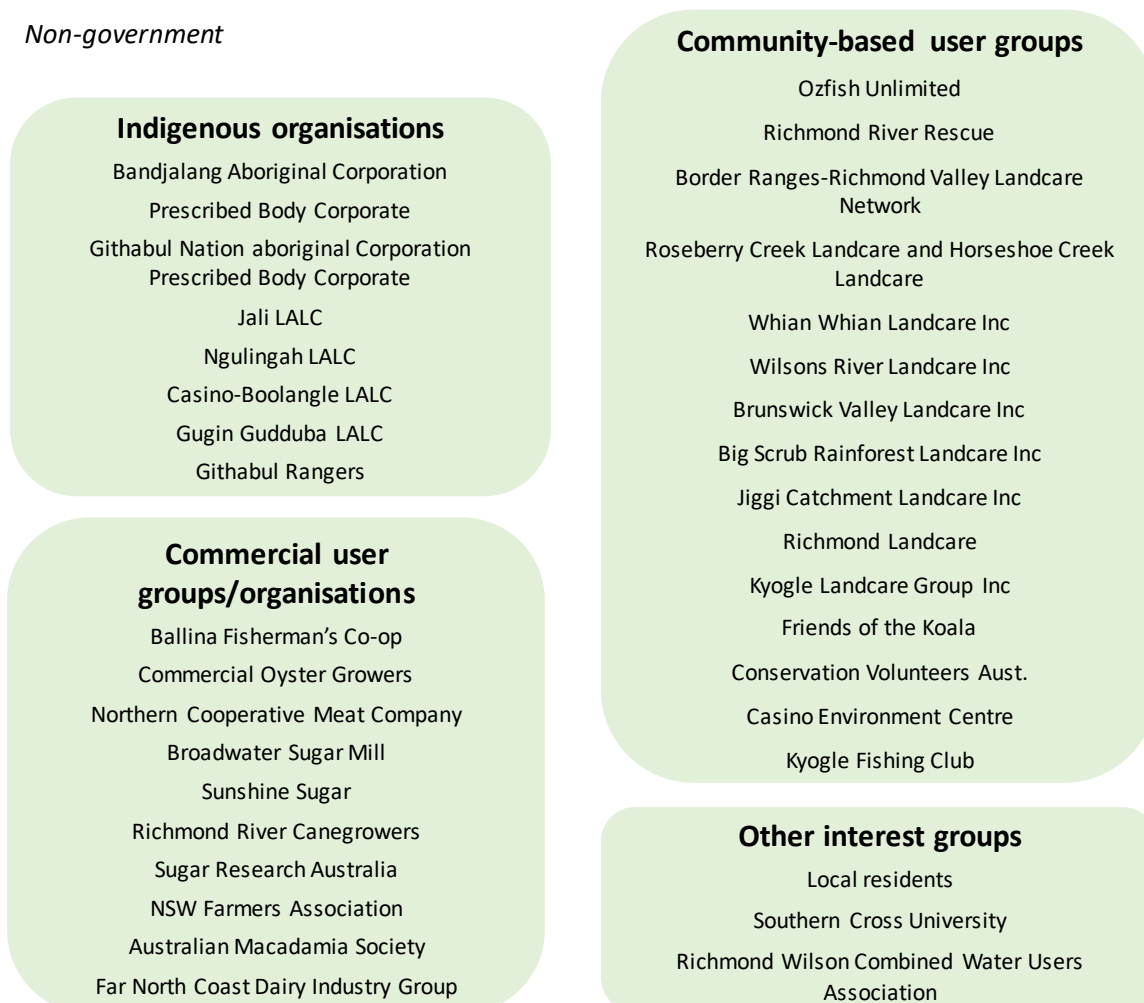 Non-government
Indigenous organisations
Bandjalang Aboriginal Corporation
Prescribed Body Corporate
Githabul Nation aboriginal Corporation
Prescribed Body Corporate
Jali LALC
Ngulingah LALC
Casino-Boolangle LALC
Gugin Gudduba LALC
Githabul Rangers
Commercial user
groups/organisations
Ballina Fisherman’s Co-op
Commercial Oyster Growers
Northern Cooperative Meat Company
Broadwater Sugar Mill
Sunshine Sugar
Richmond River Canegrowers
Sugar Research Australia
NSW Farmers Association
Australian Macadamia Society
Far North Coast Dairy Industry Group
Community-based user groups
Ozfish Unlimited
Richmond River Rescue
Border Ranges-Richmond Valley Landcare
Network
Roseberry Creek Landcare and Horseshoe Creek
Landcare
Whian Whian Landcare Inc
Wilsons River Landcare Inc
Brunswick Valley Landcare Inc
Big Scrub Rainforest Landcare Inc
Jiggi Catchment Landcare Inc
Richmond Landcare
Kyogle Landcare Group Inc
Friends of the Koala
Conservation Volunteers Aust.
Casino Environment Centre
Kyogle Fishing Club
Other interest groups
Local residents
Southern Cross University
Richmond Wilson Combined Water Users
Association